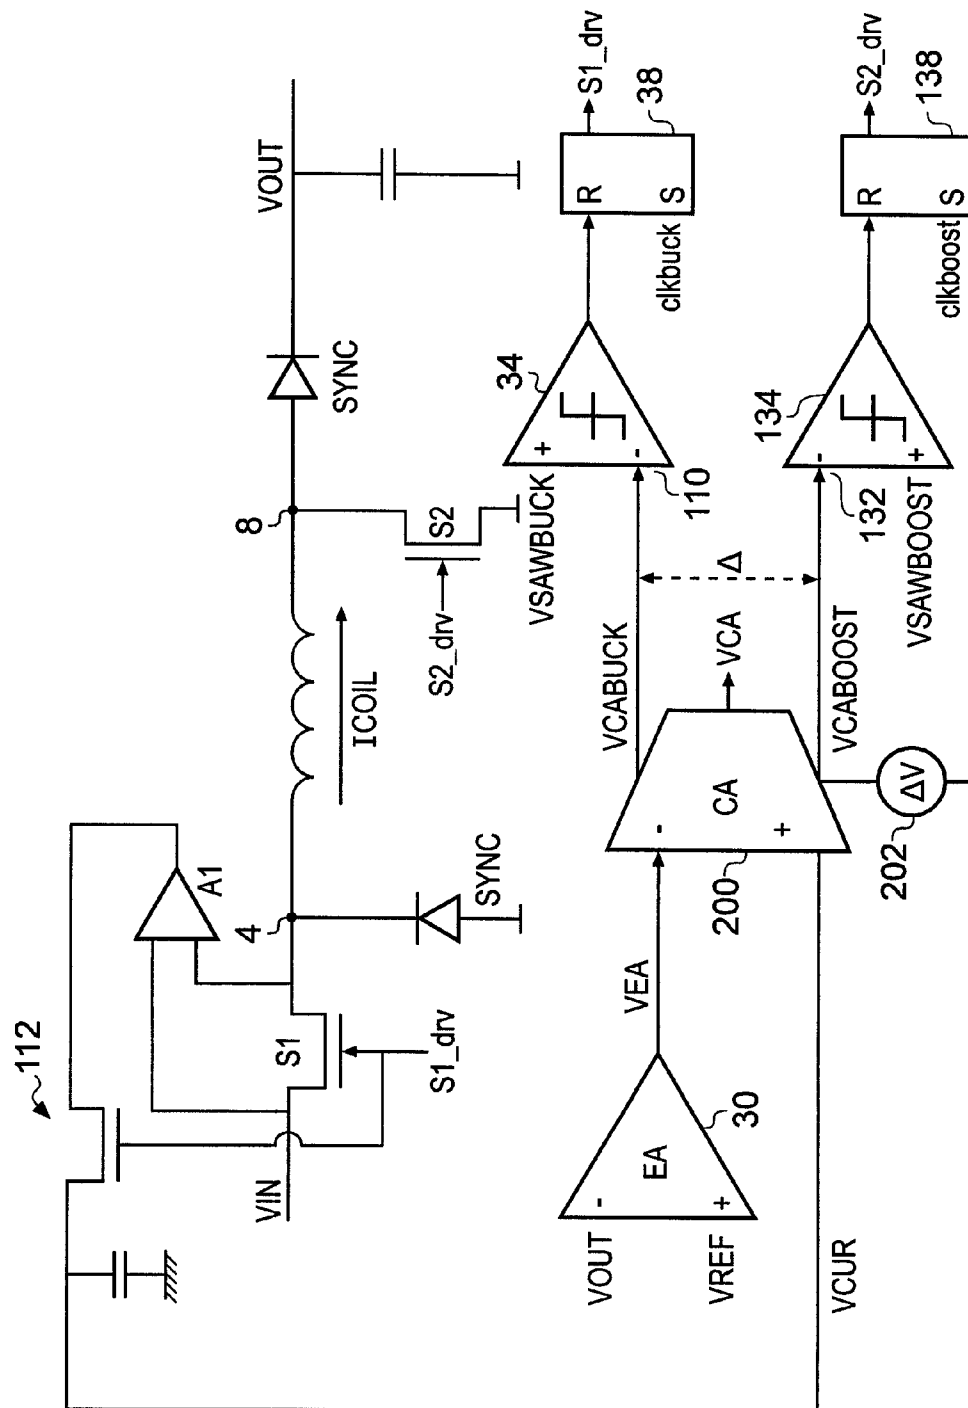 112
A1
VIN
S1
S1_drv
4
SYNC
ICOIL
8
S2
S2_drv
SYNC
VOUT
VOUT
VREF
-
+
EA
30
VEA
VCUR
-
+
CA
200
202
ΔV
VCABUCK
VCA
VCABOOST
Δ
VSAWBUCK
+
-
34
110
VSAWBOOST
-
+
134
132
R
S
clkbuck
38
S1_drv
R
S
clkboost
138
S2_drv